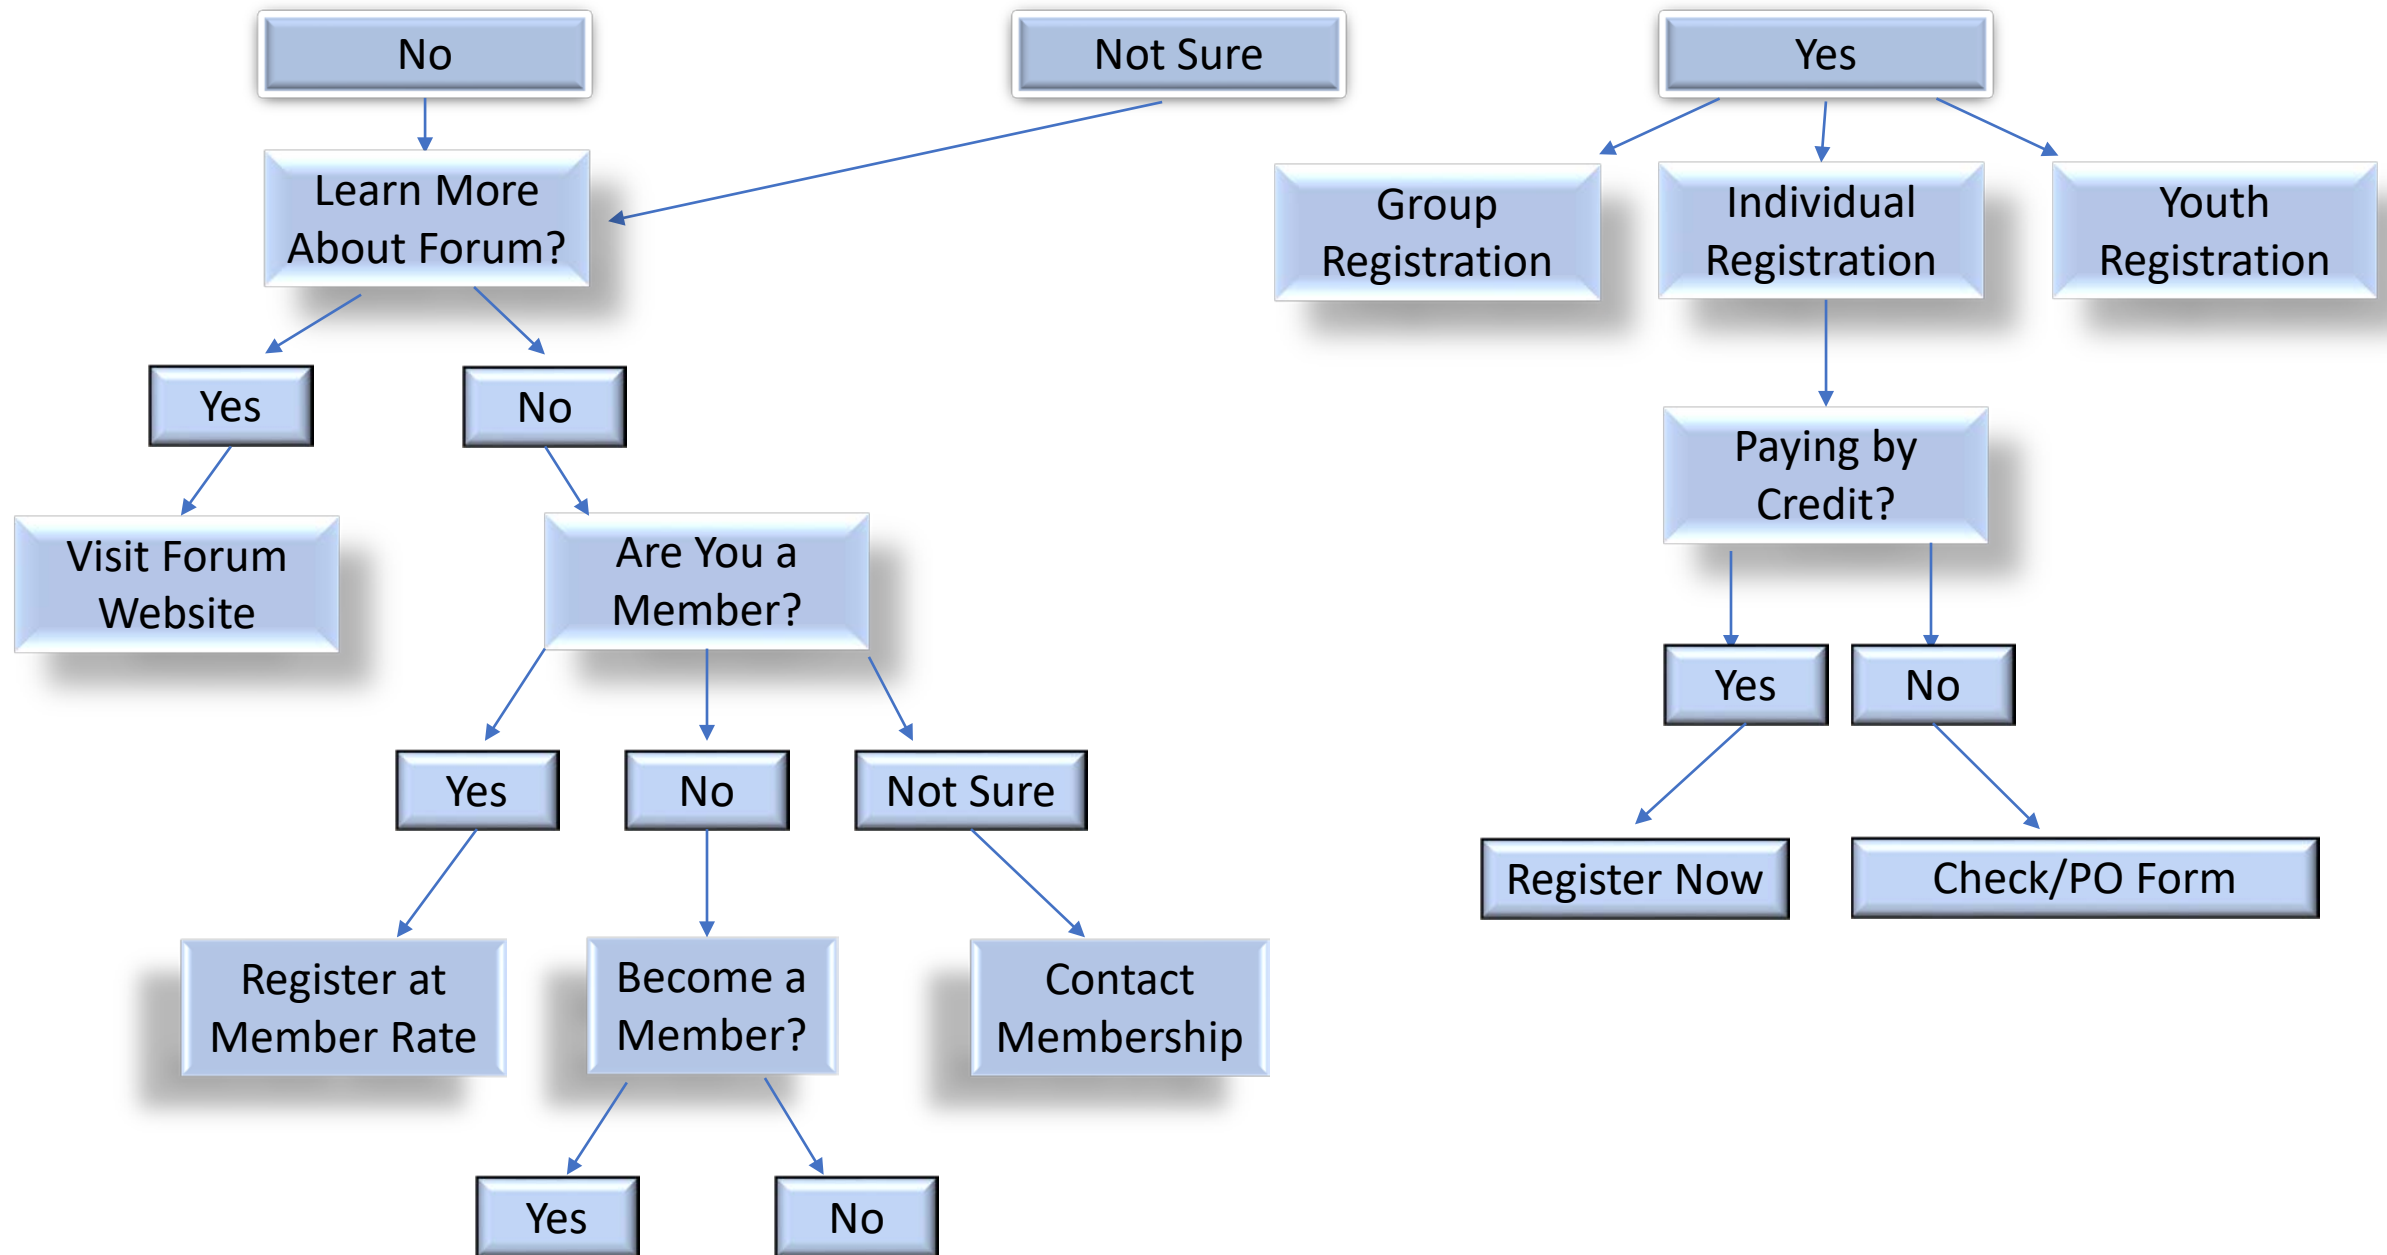 No
Not Sure
Yes
Learn More
About Forum?
Group
Registration
Individual
Registration
Youth
Registration
Yes
No
Paying by
Credit?
Visit Forum
Website
Are You a
Member?
Yes
No
Yes
No
Not Sure
Register Now
Check/PO Form
Register at
Member Rate
Become a
Member?
Contact
Membership
Yes
No